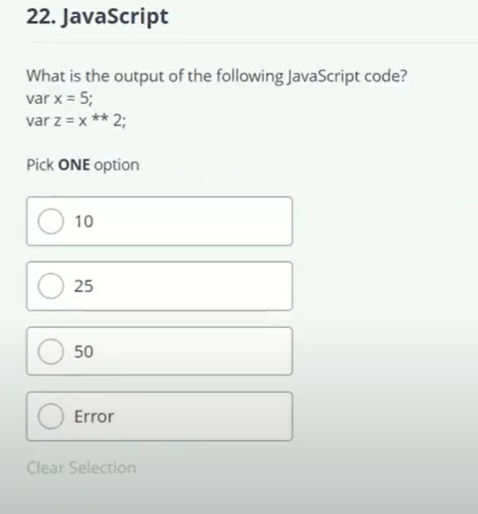 22. JavaScript
What is the output of the following JavaScript code?
var x = 5;
var z = x ** 2;
Pick ONE option
10
25
50
Error
Clear Selection